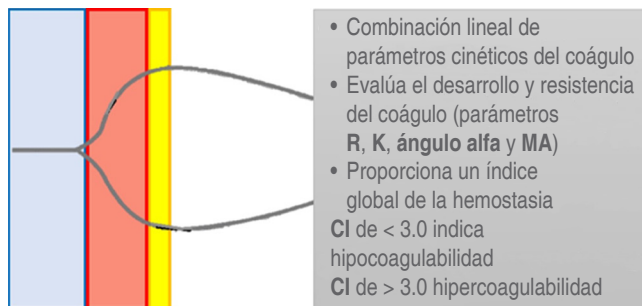 • Combinación lineal de
parámetros cinéticos del coágulo
• Evalúa el desarrollo y resistencia
del coágulo (parámetros
R, K, ángulo alfa y MA)
• Proporciona un índice
global de la hemostasia
CI de < 3.0 indica
hipocoagulabilidad
CI de > 3.0 hipercoagulabilidad